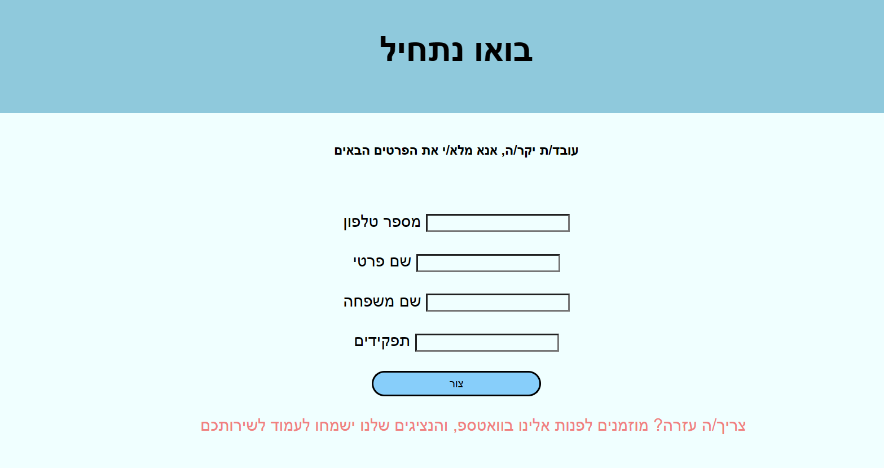 בואו נתחיל
עובד/ת יקר/ה, אנא מלא/י את הפרטים הבאים
מספר טלפון
שם פרטי
שם משפחה
תפקידים
צור
צריך/ה עזרה? מוזמנים לפנות אלינו בוואטספ, והנציגים שלנו ישמחו לעמוד לשירותכם